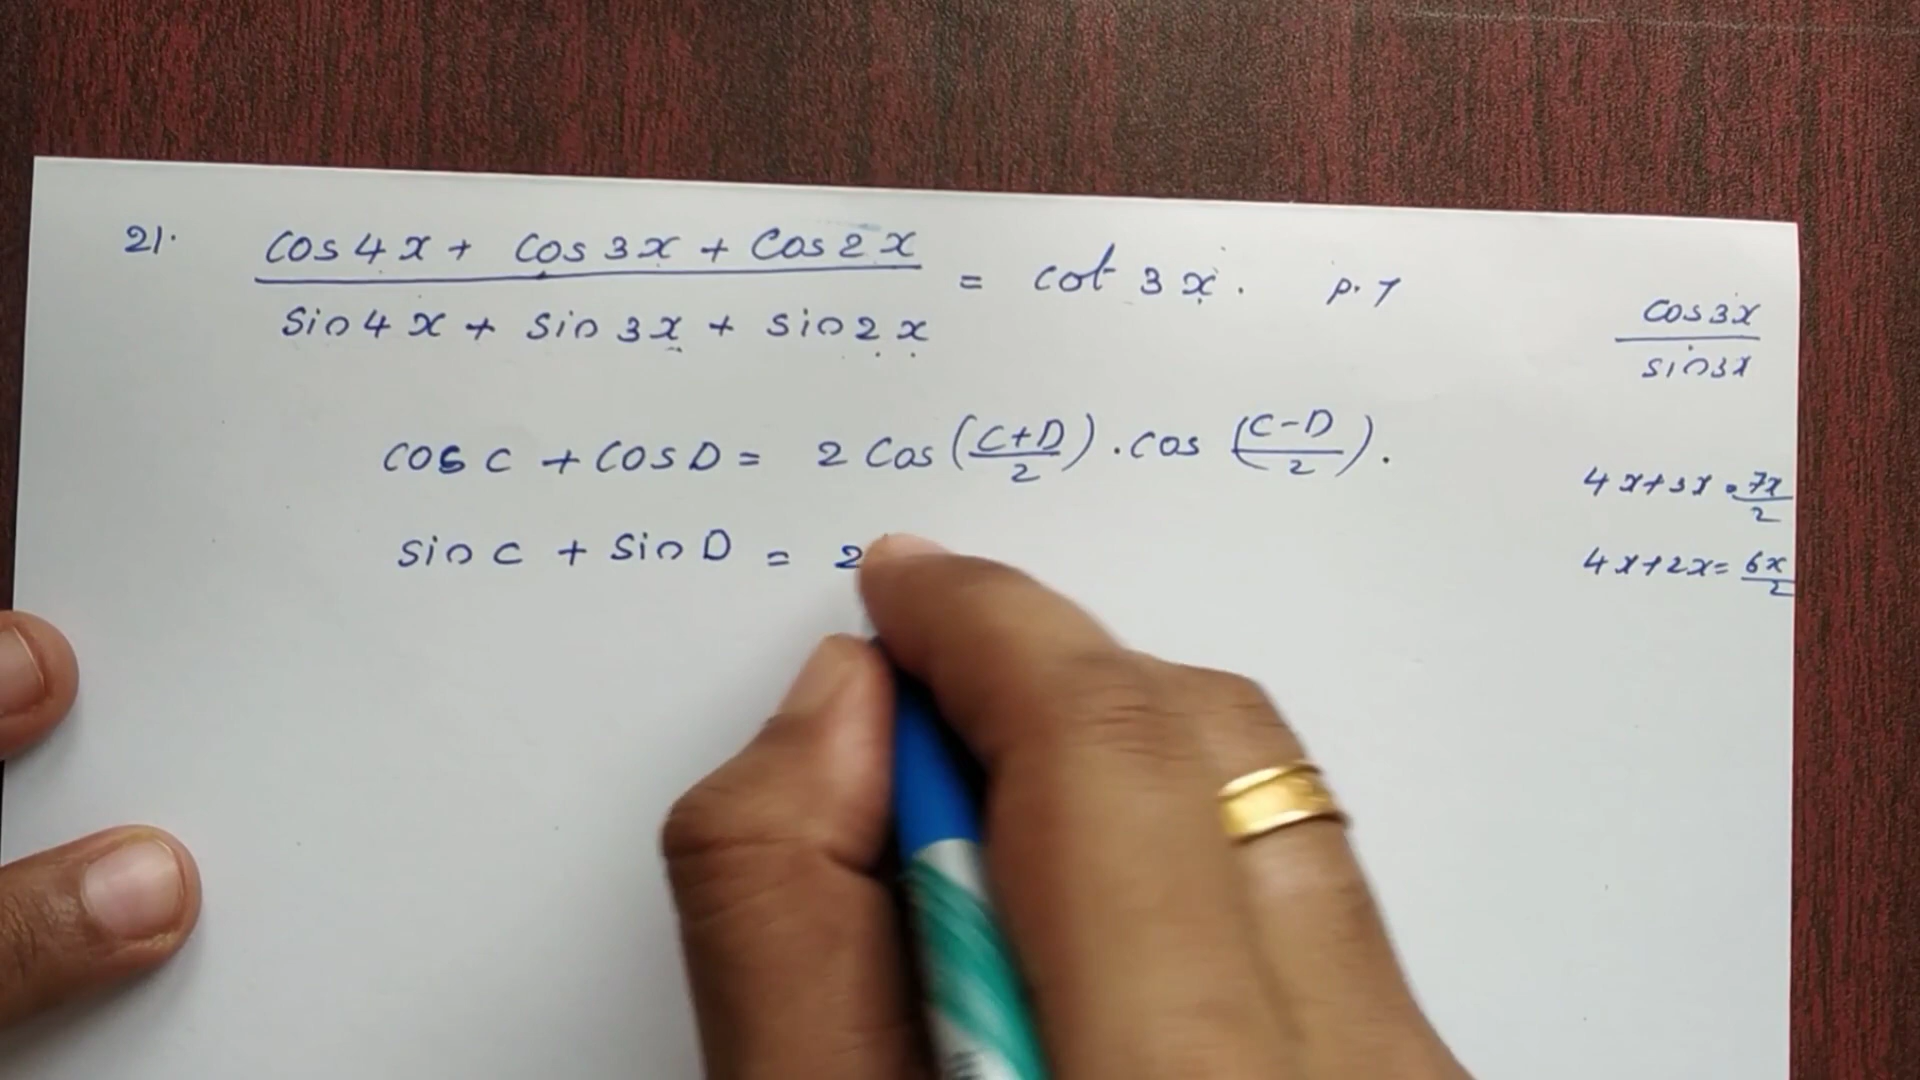 21. cos 4x + cos 3x + cos 2x / sin 4x + sin 3x + sin 2x = cot 3x. P.T
cos 3x / sin 3x
cos C + cos D = 2 cos (C+D / 2) . cos (C-D / 2).
4x+3x = 7x / 2
sin C + sin D = 2
4x+2x = 6x / 2